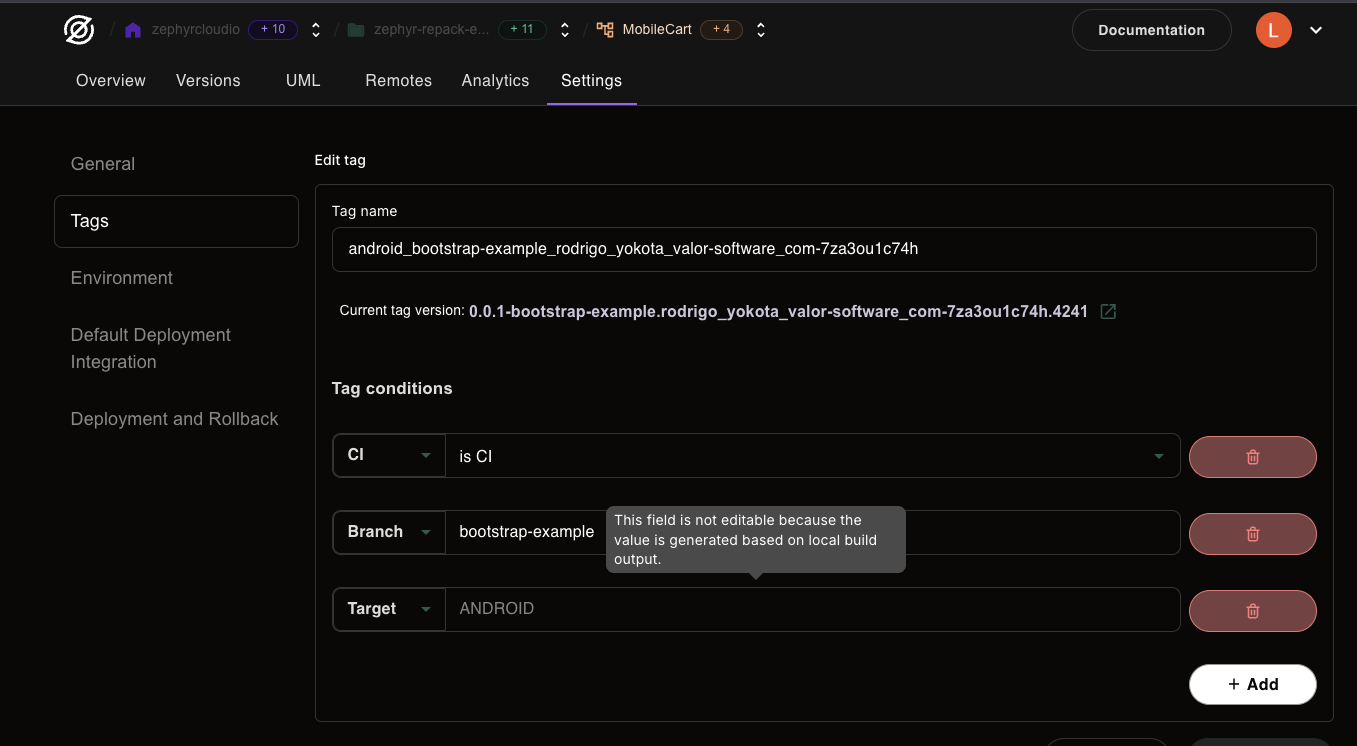 zephyrcloudio + 10 zephyr-repack-e... + 11 MobileCart + 4 Documentation L
Overview Versions UML Remotes Analytics Settings
General
Tags
Environment
Default Deployment
Integration
Deployment and Rollback
Edit tag
Tag name
android_bootstrap-example_rodrigo_yokota_valor-software_com-7za3ou1c74h
Current tag version: 0.0.1-bootstrap-example.rodrigo_yokota_valor-software_com-7za3ou1c74h.4241
Tag conditions
CI is CI
Branch bootstrap-example
This field is not editable because the
value is generated based on local build
output.
Target ANDROID
+ Add